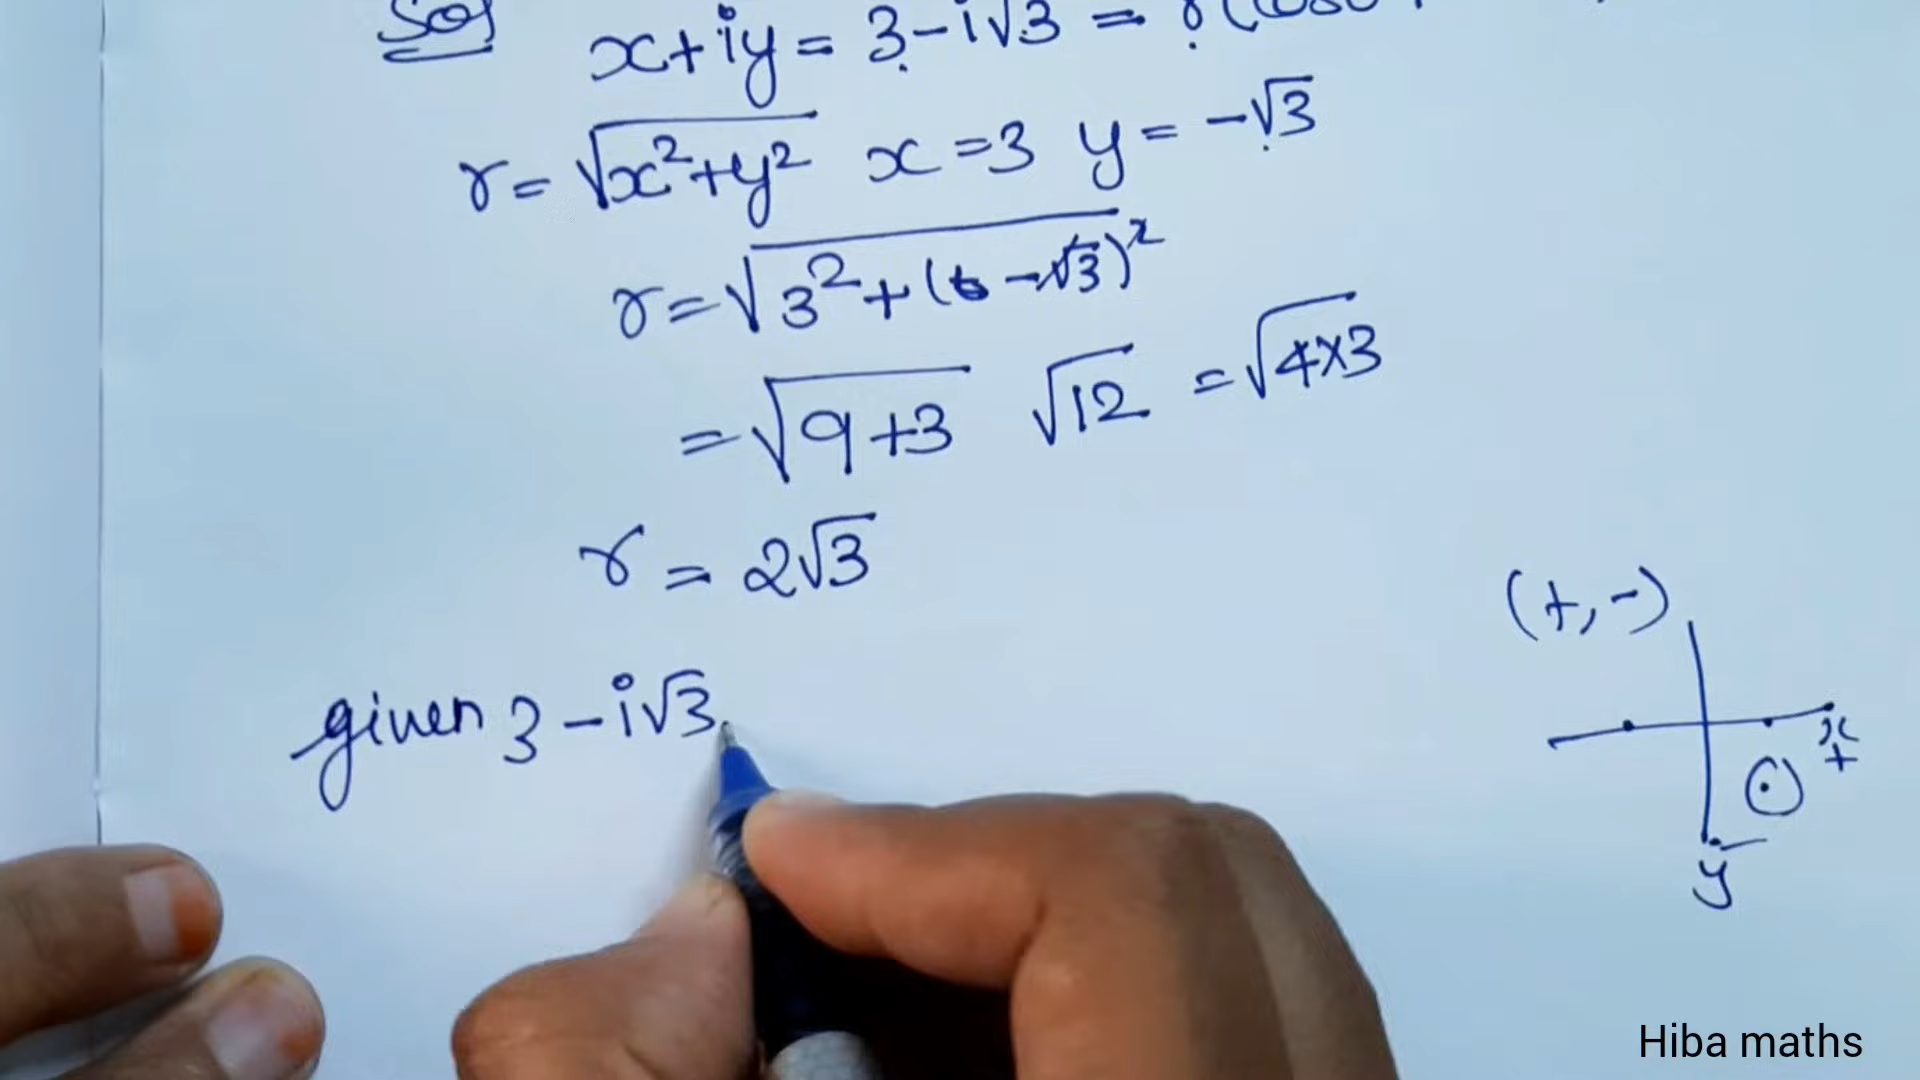 Sol
x+iy = 3-i√3 = r(cosθ
r = √x²+y² x = 3 y = -√3
r = √3²+(-√3)²
= √9+3 √12 = √4×3
r = 2√3
(+,-)
given 3-i√3
x
+
-
y
Hiba maths